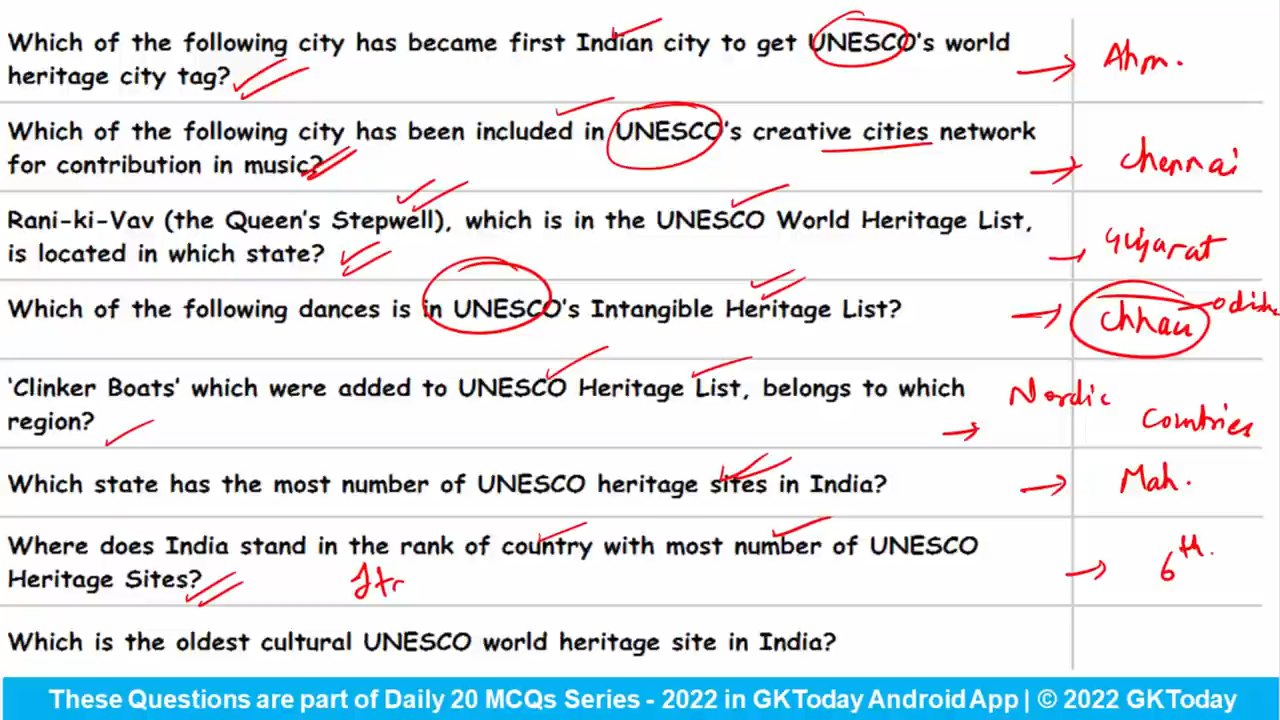 Which of the following city has became first Indian city to get UNESCO's world
heritage city tag?
Ahm.
Which of the following city has been included in UNESCO's creative cities network
for contribution in music?
Chennai
Rani-ki-Vav (the Queen's Stepwell), which is in the UNESCO World Heritage List,
is located in which state?
Gujarat
Which of the following dances is in UNESCO's Intangible Heritage List?
Chhau
'Clinker Boats' which were added to UNESCO Heritage List, belongs to which
region?
Nordic
Countries
Which state has the most number of UNESCO heritage sites in India?
Mah.
Where does India stand in the rank of country with most number of UNESCO
Heritage Sites?
6th.
Which is the oldest cultural UNESCO world heritage site in India?
These Questions are part of Daily 20 MCQs Series - 2022 in GKToday Android App | © 2022 GKToday